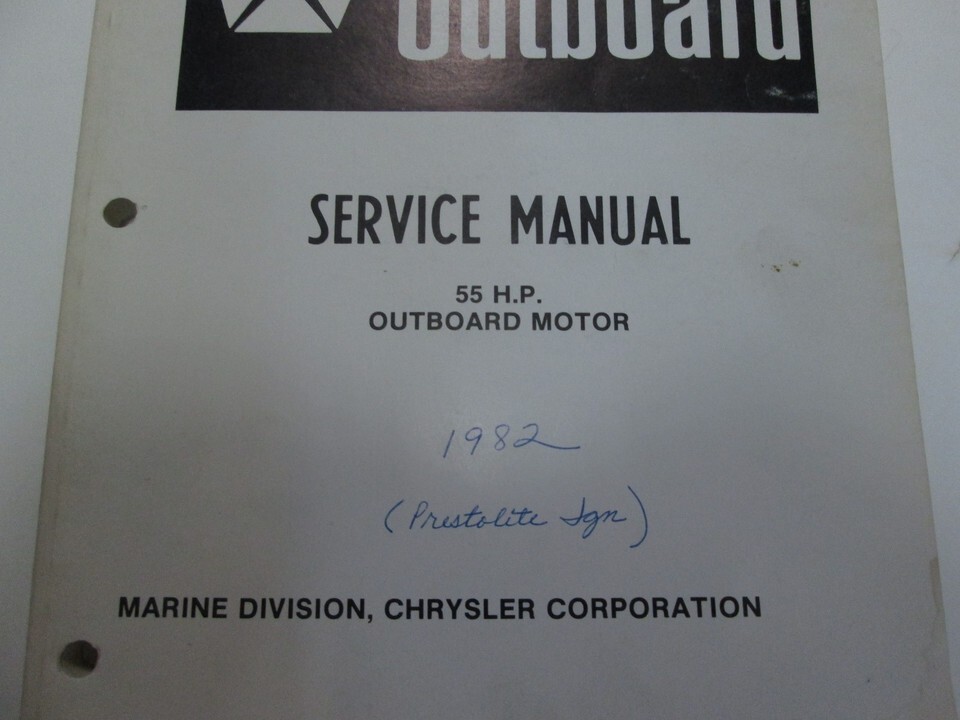 Outboard
SERVICE MANUAL
55 H.P.
OUTBOARD MOTOR
1982
(Prestolite Ign)
MARINE DIVISION, CHRYSLER CORPORATION